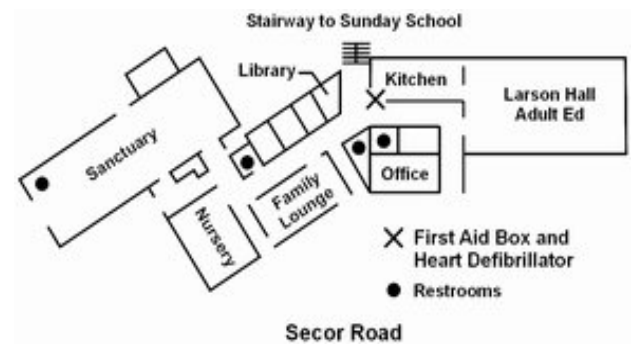 Stairway to Sunday School
Library
Kitchen
Larson Hall
Adult Ed
Sanctuary
Office
Family
Lounge
Nursery
First Aid Box and
Heart Defibrillator
Restrooms
Secor Road